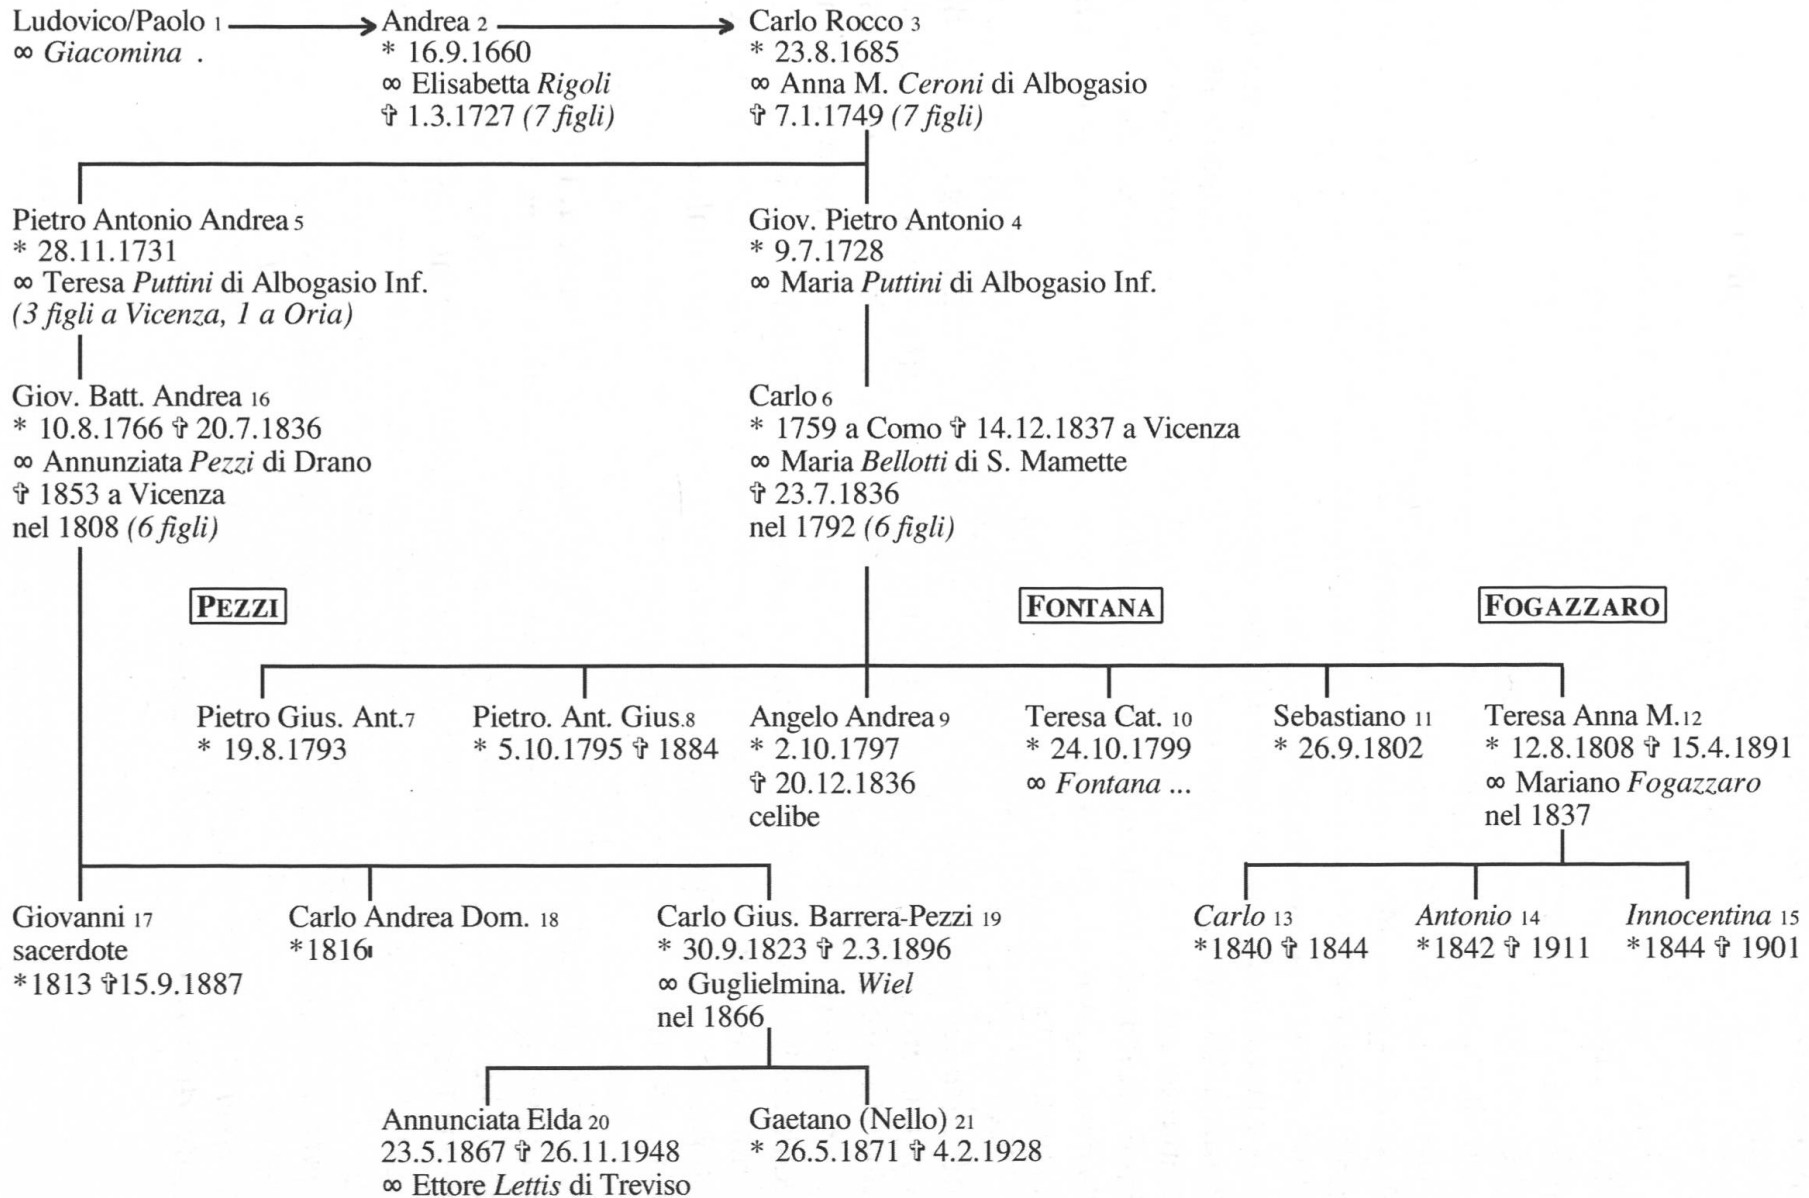 Ludovico/Paolo 1
∞ Giacomina .
Andrea 2
* 16.9.1660
∞ Elisabetta Rigoli
✞ 1.3.1727 (7 figli)
Carlo Rocco 3
* 23.8.1685
∞ Anna M. Ceroni di Albogasio
✞ 7.1.1749 (7 figli)
Pietro Antonio Andrea 5
* 28.11.1731
∞ Teresa Puttini di Albogasio Inf.
(3 figli a Vicenza, 1 a Oria)
Giov. Pietro Antonio 4
* 9.7.1728
∞ Maria Puttini di Albogasio Inf.
Giov. Batt. Andrea 16
* 10.8.1766 ✞ 20.7.1836
∞ Annunziata Pezzi di Drano
✞ 1853 a Vicenza
nel 1808 (6 figli)
Carlo 6
* 1759 a Como ✞ 14.12.1837 a Vicenza
∞ Maria Bellotti di S. Mamette
✞ 23.7.1836
nel 1792 (6 figli)
PEZZI
FONTANA
FOGAZZARO
Pietro Gius. Ant.7
* 19.8.1793
Pietro. Ant. Gius.8
* 5.10.1795 ✞ 1884
Angelo Andrea 9
* 2.10.1797
✞ 20.12.1836
celibe
Teresa Cat. 10
* 24.10.1799
∞ Fontana ...
Sebastiano 11
* 26.9.1802
Teresa Anna M.12
* 12.8.1808 ✞ 15.4.1891
∞ Mariano Fogazzaro
nel 1837
Giovanni 17
sacerdote
*1813 ✞15.9.1887
Carlo Andrea Dom. 18
*1816
Carlo Gius. Barrera-Pezzi 19
* 30.9.1823 ✞ 2.3.1896
∞ Guglielmina. Wiel
nel 1866
Carlo 13
*1840 ✞ 1844
Antonio 14
*1842 ✞ 1911
Innocentina 15
*1844 ✞ 1901
Annunciata Elda 20
23.5.1867 ✞ 26.11.1948
∞ Ettore Lettis di Treviso
Gaetano (Nello) 21
* 26.5.1871 ✞ 4.2.1928